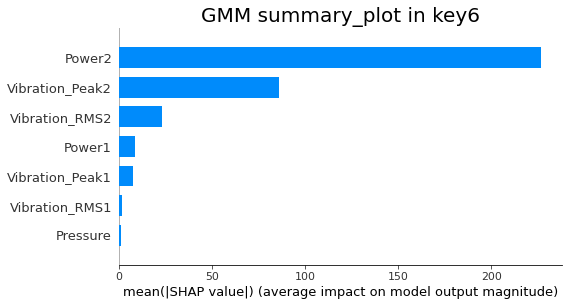 GMM summary_plot in key6
Power2
Vibration_Peak2
Vibration_RMS2
Power1
Vibration_Peak1
Vibration_RMS1
Pressure
0 50 100 150 200
mean(|SHAP value|) (average impact on model output magnitude)